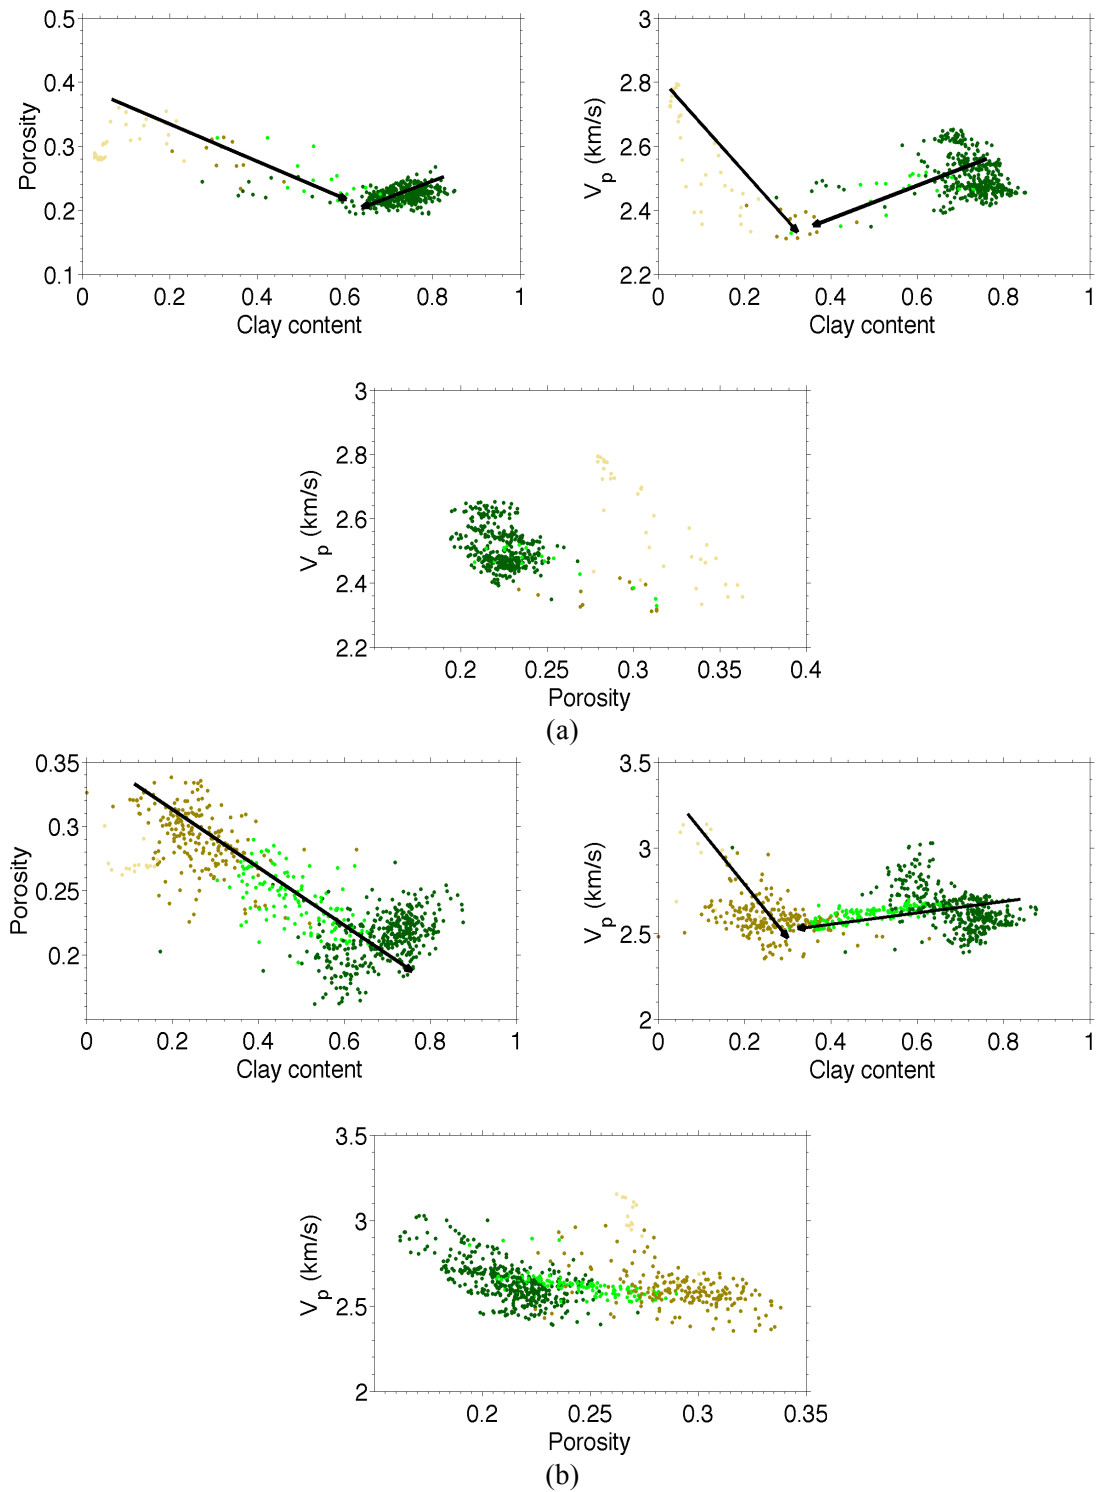 0.5
0.4
0.3
0.2
0.1
Porosity
0 0.2 0.4 0.6 0.8 1
Clay content
3
2.8
2.6
2.4
2.2
Vp (km/s)
0 0.2 0.4 0.6 0.8 1
Clay content
3
2.8
2.6
2.4
2.2
Vp (km/s)
0.2 0.25 0.3 0.35 0.4
Porosity
(a)
0.35
0.3
0.25
0.2
Porosity
0 0.2 0.4 0.6 0.8 1
Clay content
3.5
3
2.5
2
Vp (km/s)
0 0.2 0.4 0.6 0.8 1
Clay content
3.5
3
2.5
2
Vp (km/s)
0.2 0.25 0.3 0.35
Porosity
(b)